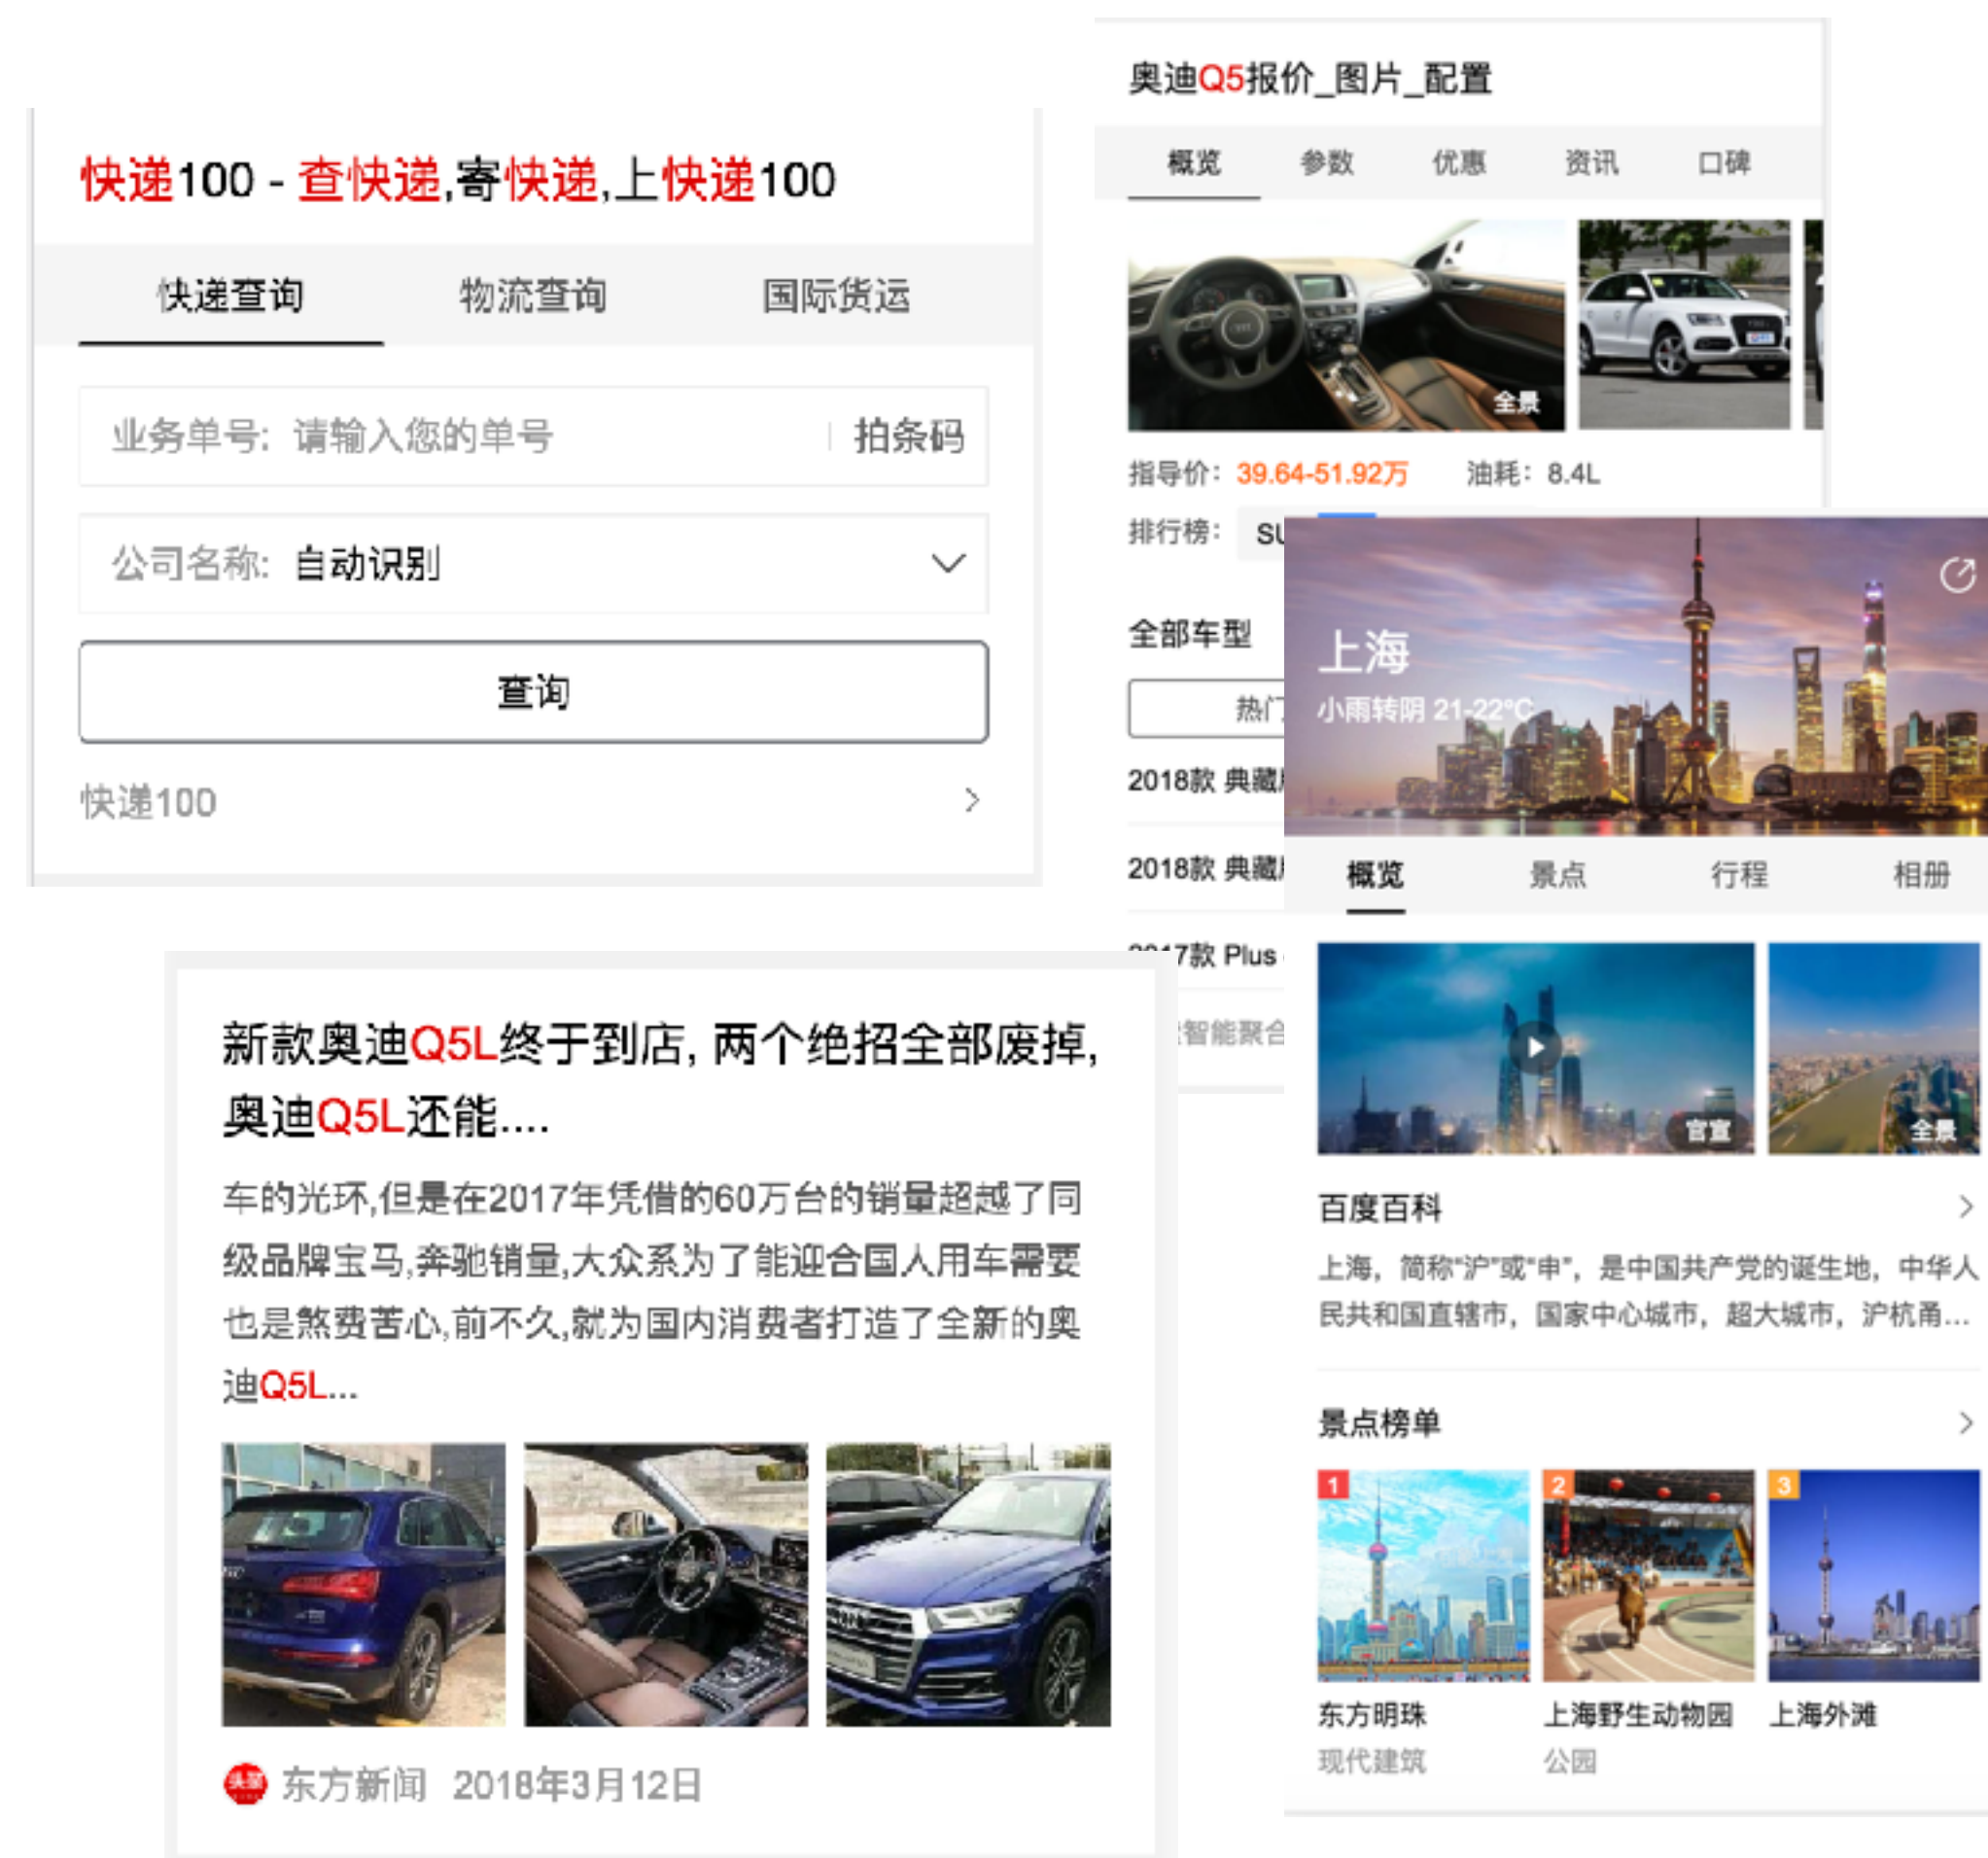 快递100 - 查快递,寄快递,上快递100
快递查询 物流查询 国际货运
业务单号: 请输入您的单号 拍条码
公司名称: 自动识别
查询
快递100
奥迪Q5报价_图片_配置
概览 参数 优惠 资讯 口碑
全景
指导价: 39.64-51.92万 油耗: 8.4L
排行榜:
全部车型
热门
2018款 典藏
2018款 典藏
7款 Plus
智能聚合
新款奥迪Q5L终于到店, 两个绝招全部废掉,
奥迪Q5L还能....
车的光环,但是在2017年凭借的60万台的销量超越了同
级品牌宝马,奔驰销量,大众系为了能迎合国人用车需要
也是煞费苦心,前不久,就为国内消费者打造了全新的奥
迪Q5L...
东方新闻 2018年3月12日
上海
小雨转阴 21-22°C
概览 景点 行程 相册
官宣 全景
百度百科
上海，简称“沪”或“申”，是中国共产党的诞生地，中华人
民共和国直辖市，国家中心城市，超大城市，沪杭甬...
景点榜单
1 2 3
东方明珠 上海野生动物园 上海外滩
现代建筑 公园